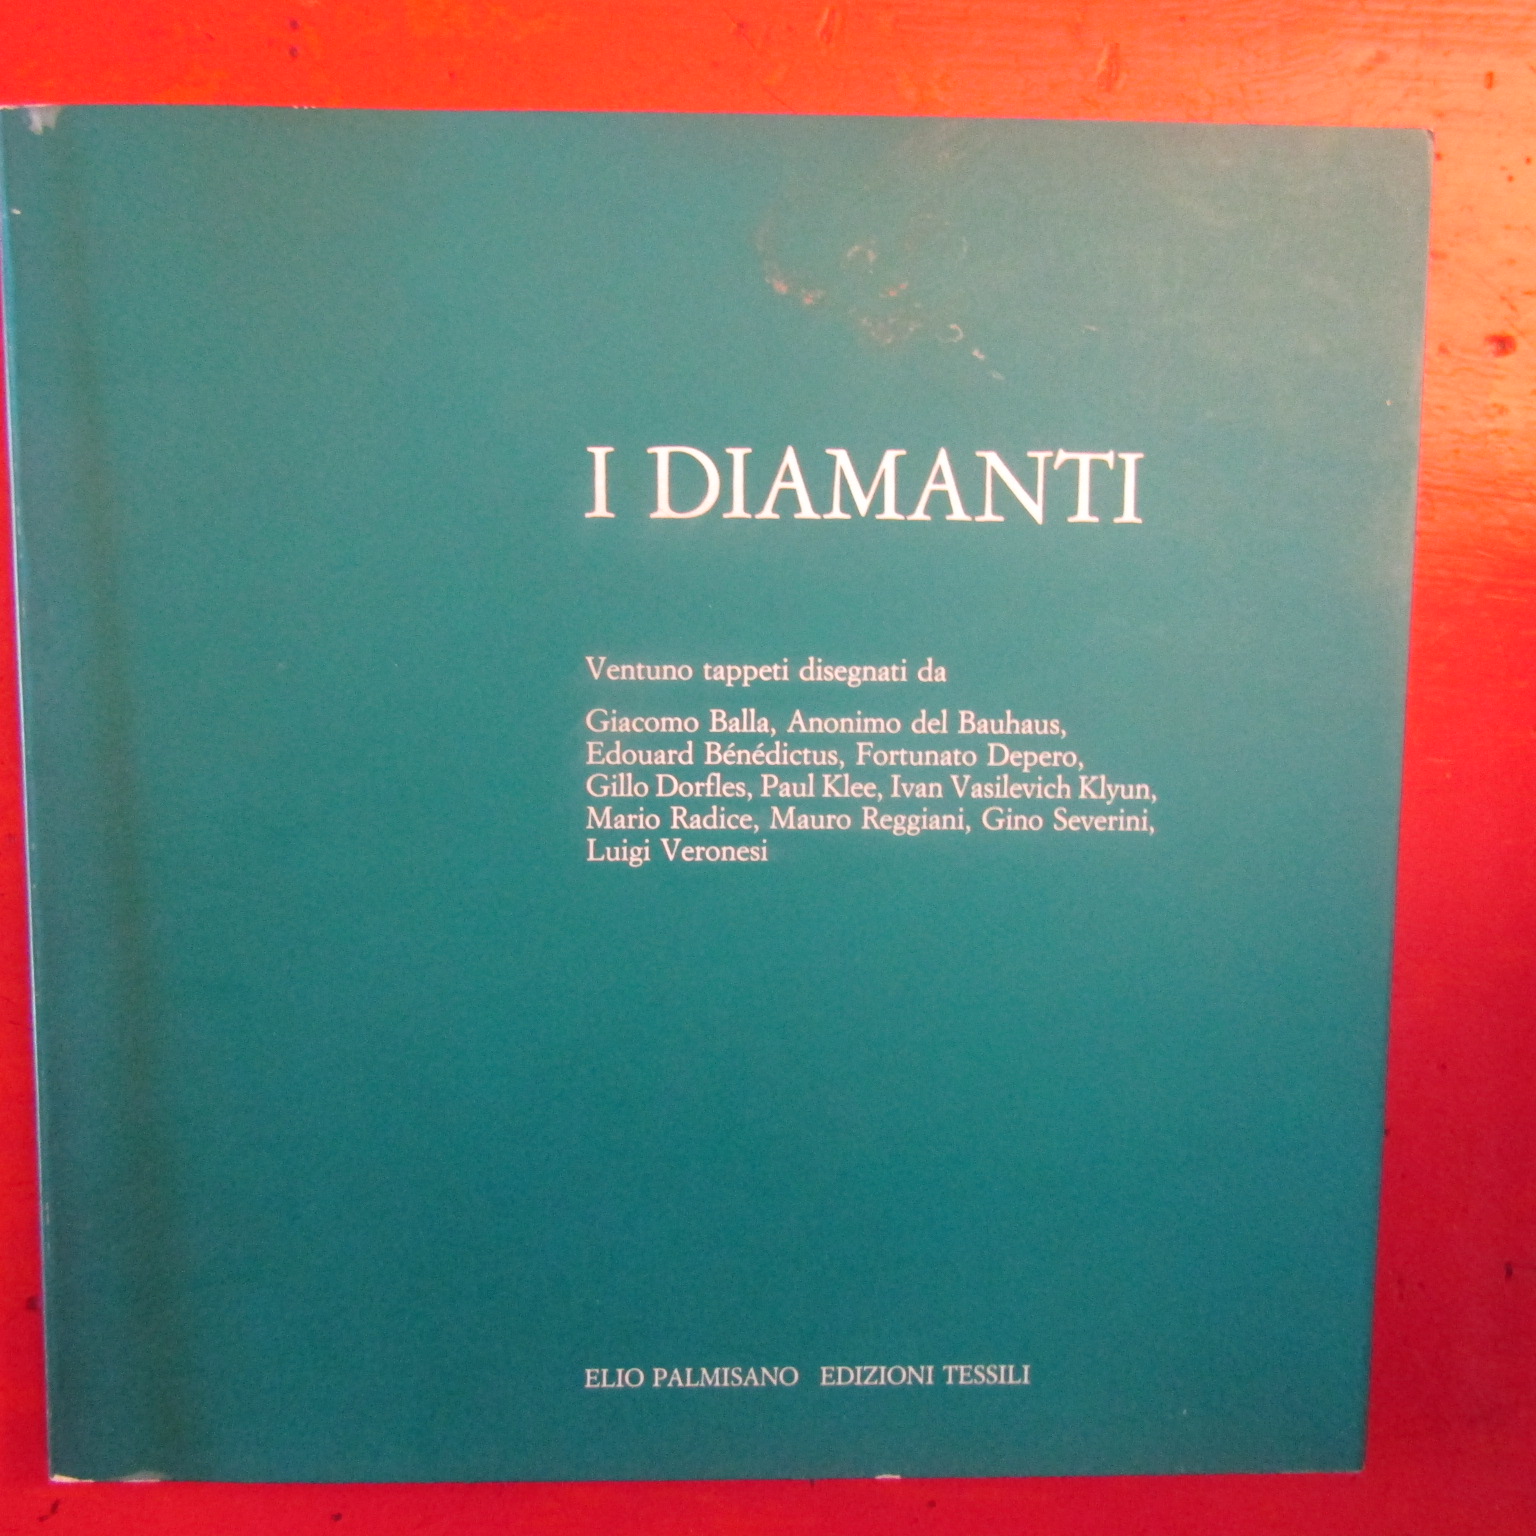 I DIAMANTI
Ventuno tappeti disegnati da
Giacomo Balla, Anonimo del Bauhaus,
Edouard Bénédictus, Fortunato Depero,
Gillo Dorfles, Paul Klee, Ivan Vasilevich Klyun,
Mario Radice, Mauro Reggiani, Gino Severini,
Luigi Veronesi
ELIO PALMISANO EDIZIONI TESSILI